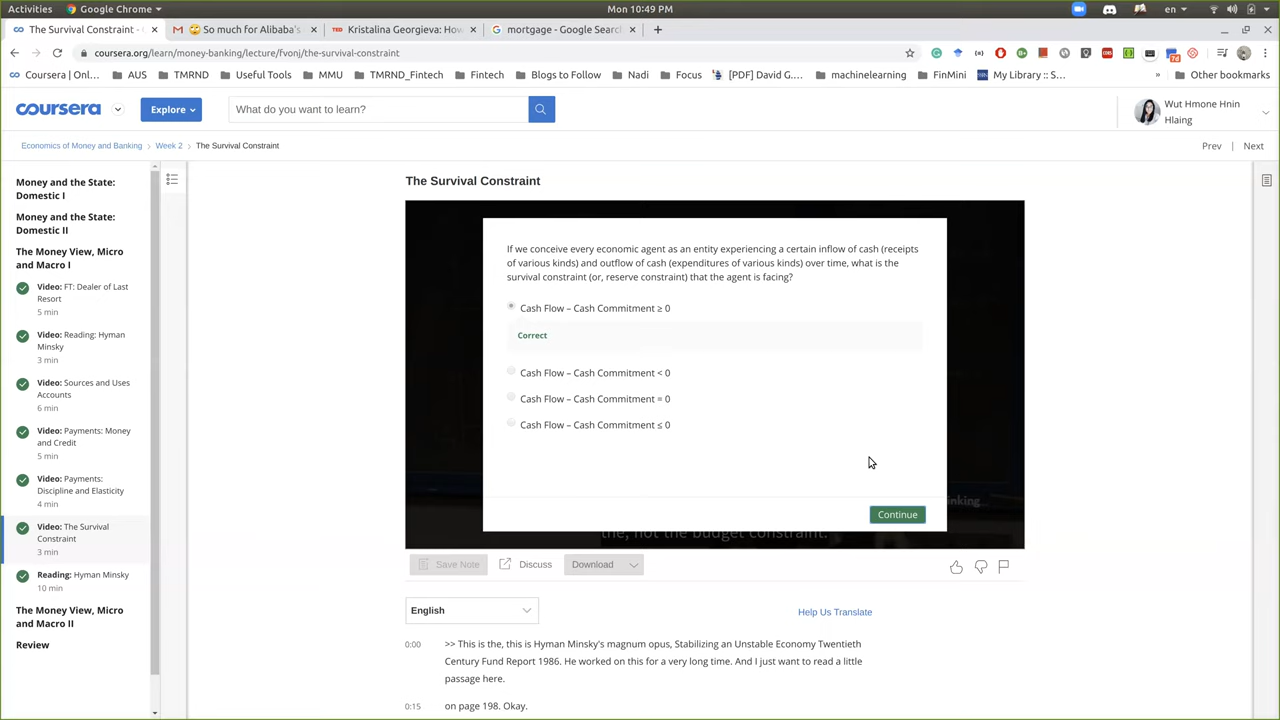 Activities
Google Chrome
Mon 10:49 PM
en
The Survival Constraint -
So much for Alibaba's
TED
Kristalina Georgieva: How
mortgage - Google Search
coursera.org/learn/money-banking/lecture/fvonj/the-survival-constraint
Coursera | Onl…
AUS
TMRND
Useful Tools
MMU
TMRND_Fintech
Fintech
Blogs to Follow
Nadi
Focus
[PDF] David G.…
machinelearning
FinMini
My Library :: S…
»
Other bookmarks
coursera
Explore
What do you want to learn?
Wut Hmone Hnin
Hlaing
Economics of Money and Banking > Week 2 > The Survival Constraint
Prev | Next
Money and the State:
Domestic I
Money and the State:
Domestic II
The Money View, Micro
and Macro I
Video: FT: Dealer of Last
Resort
5 min
Video: Reading: Hyman
Minsky
3 min
Video: Sources and Uses
Accounts
6 min
Video: Payments: Money
and Credit
5 min
Video: Payments:
Discipline and Elasticity
4 min
Video: The Survival
Constraint
3 min
Reading: Hyman Minsky
10 min
The Money View, Micro
and Macro II
Review
The Survival Constraint
If we conceive every economic agent as an entity experiencing a certain inflow of cash (receipts
of various kinds) and outflow of cash (expenditures of various kinds) over time, what is the
survival constraint (or, reserve constraint) that the agent is facing?
Cash Flow – Cash Commitment ≥ 0
Correct
Cash Flow – Cash Commitment < 0
Cash Flow – Cash Commitment = 0
Cash Flow – Cash Commitment ≤ 0
Continue
the, not the budget constraint.
Save Note
Discuss
Download
English
Help Us Translate
0:00
>> This is the, this is Hyman Minsky's magnum opus, Stabilizing an Unstable Economy Twentieth
Century Fund Report 1986. He worked on this for a very long time. And I just want to read a little
passage here.
0:15
on page 198. Okay.